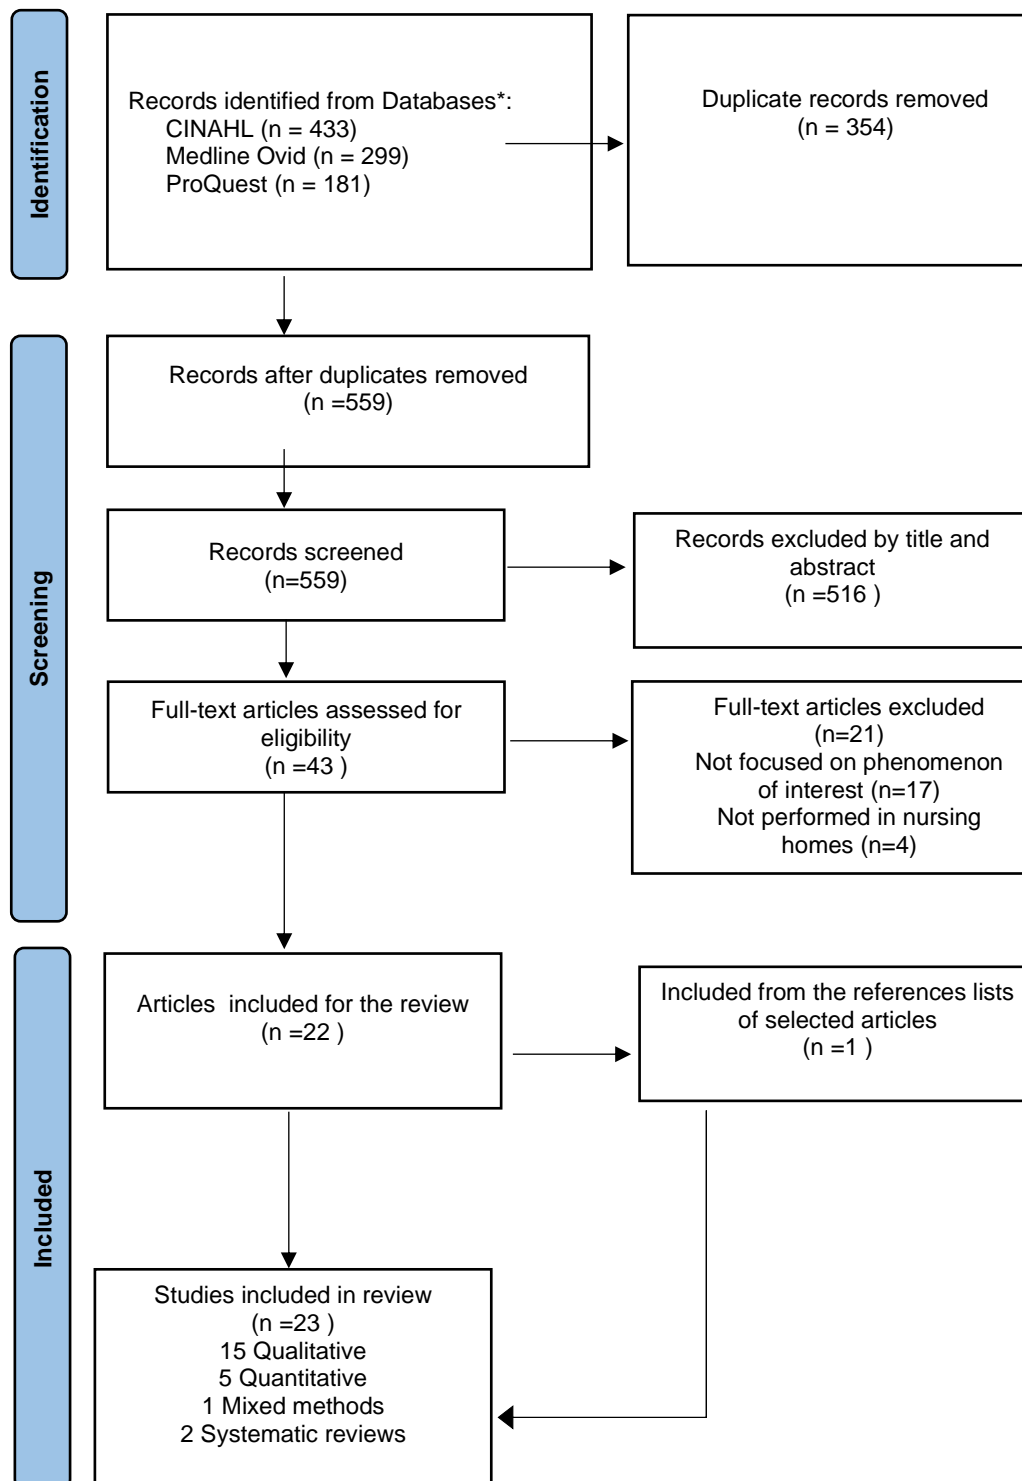 Identification
Records identified from Databases*:
CINAHL (n = 433)
Medline Ovid (n = 299)
ProQuest (n = 181)
Duplicate records removed
(n = 354)
Screening
Records after duplicates removed
(n =559)
Records screened
(n=559)
Records excluded by title and
abstract
(n =516 )
Full-text articles assessed for
eligibility
(n =43 )
Full-text articles excluded
(n=21)
Not focused on phenomenon
of interest (n=17)
Not performed in nursing
homes (n=4)
Included
Articles  included for the review
(n =22 )
Included from the references lists
of selected articles
(n =1 )
Studies included in review
(n =23 )
15 Qualitative
5 Quantitative
1 Mixed methods
2 Systematic reviews